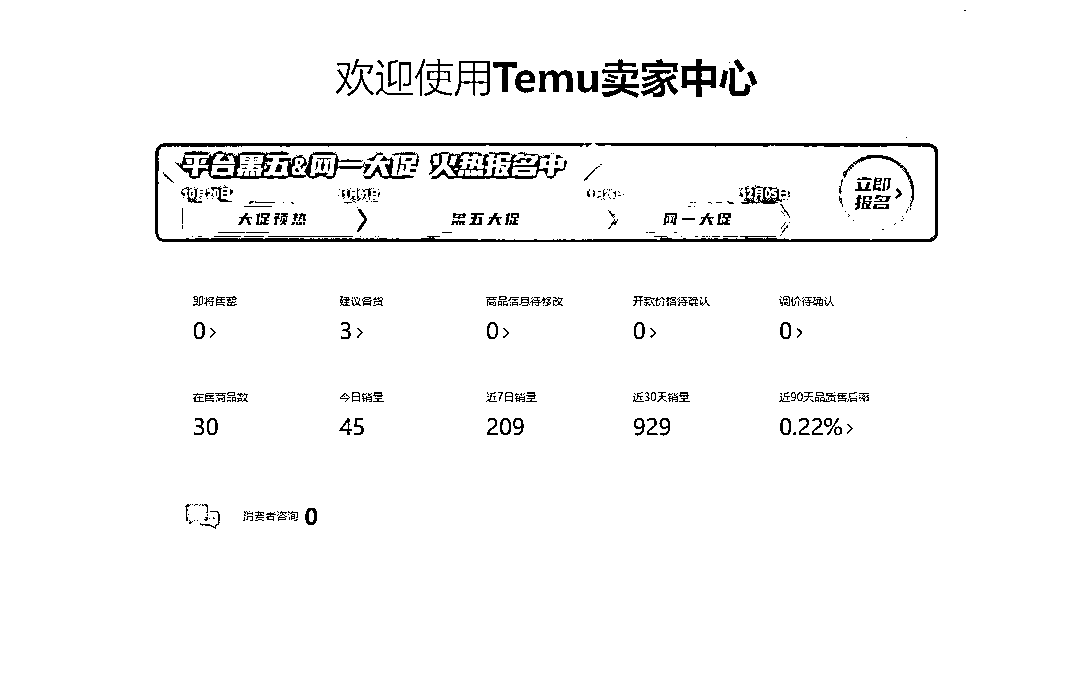 欢迎使用Temu卖家中心
平台黑五&网一大促 火热报名中
10月20日
12月05日
大促预热
黑五大促
网一大促
立即
报名
即将售罄 建议备货 商品信息待修改 开款价格待确认 调价待确认
0 3 0 0 0
在售商品数 今日销量 近7日销量 近30天销量 近90天品质售后率
30 45 209 929 0.22%
消费者咨询 0